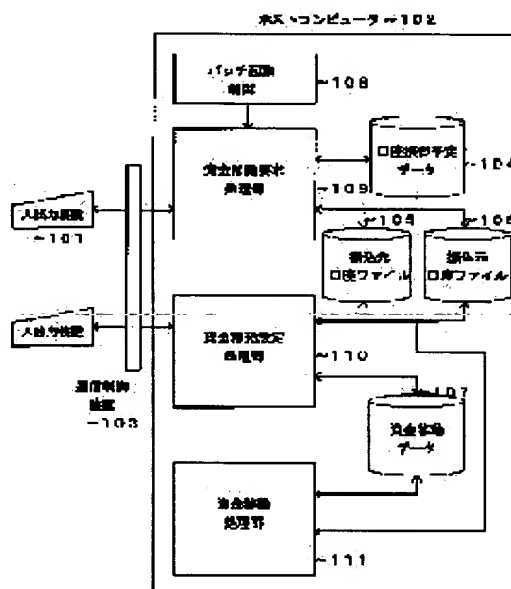 ホストコンピュータ~102
バッチ起動
制御
~108
資金移動要求
処理部
~109
口座振替予定
データ
~104
~105
~106
振込先
口座ファイル
振込元
口座ファイル
入出力装置
~101
入出力装置
通信制御
装置
~103
資金移動決定
処理部
~110
~107
資金移動
データ
資金移動
処理部
~111